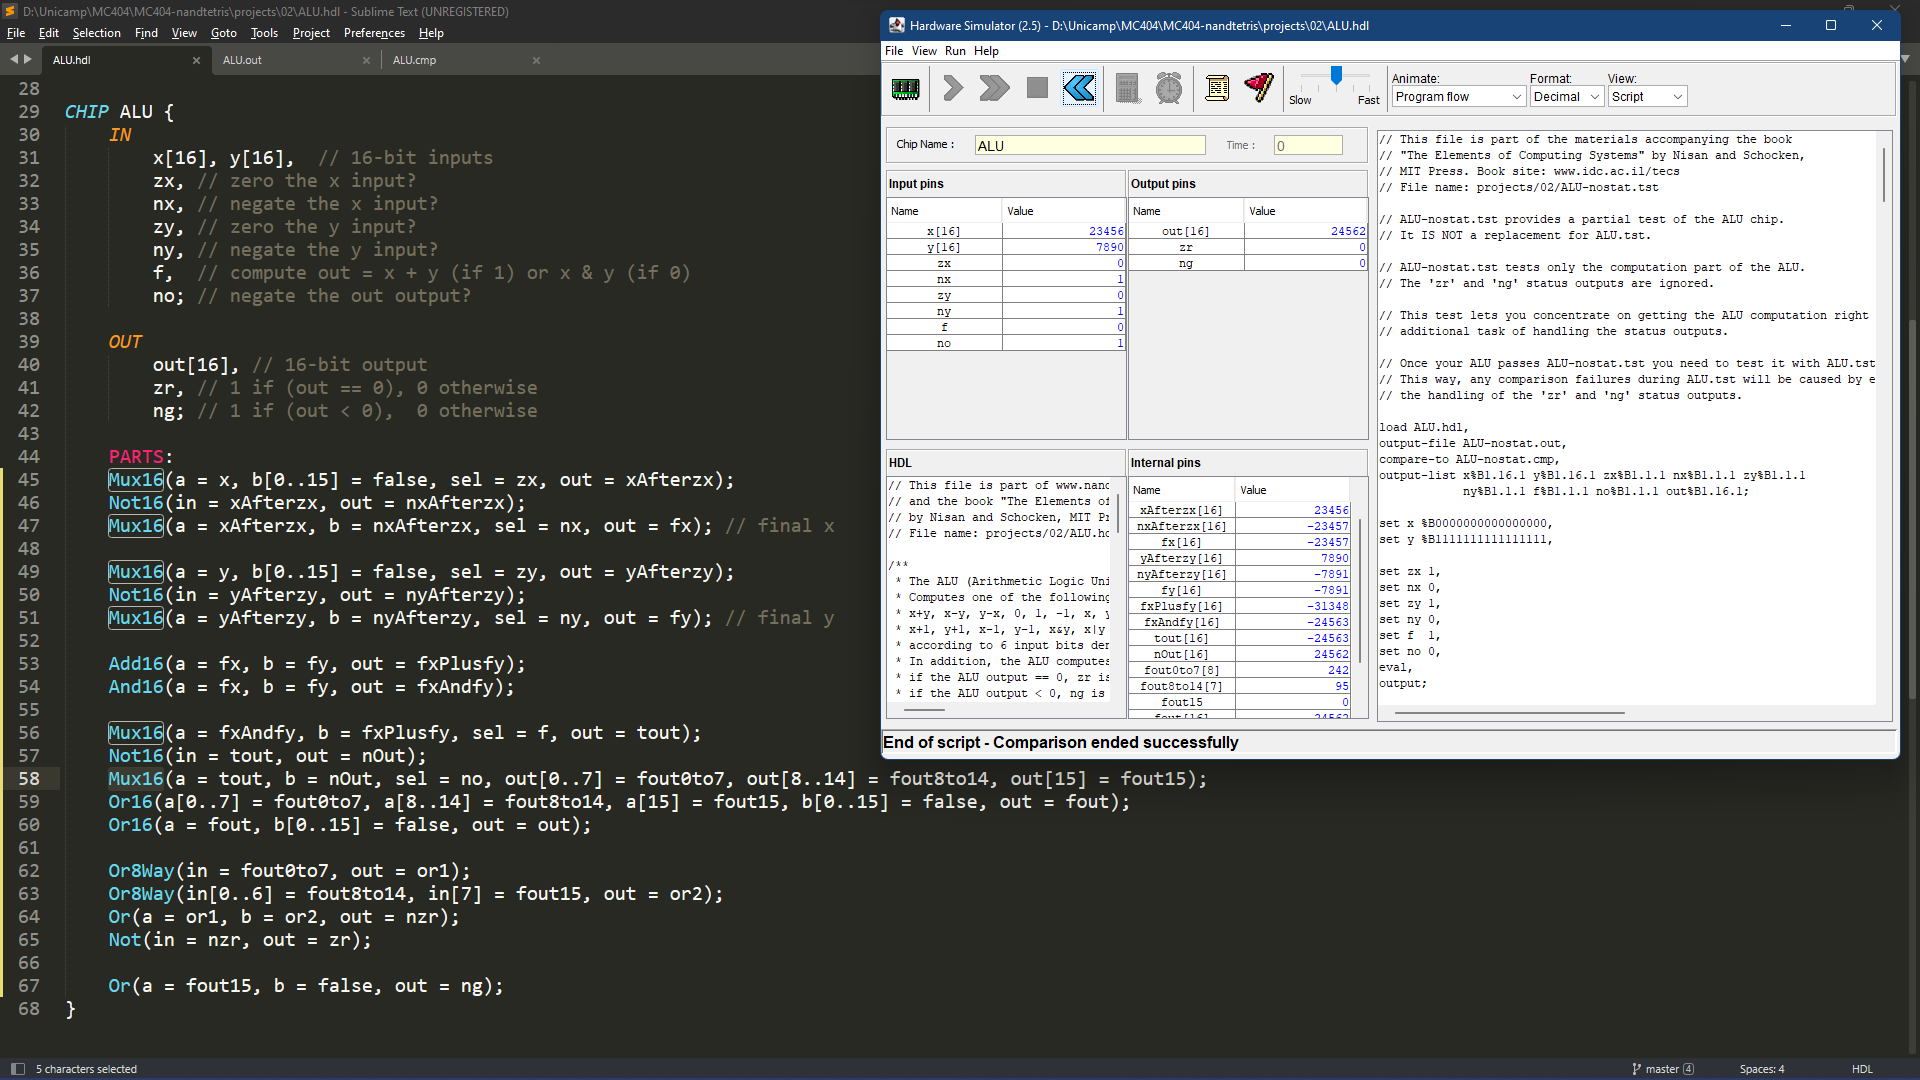 D:\Unicamp\MC404\MC404-nandtetris\projects\02\ALU.hdl - Sublime Text (UNREGISTERED)
File Edit Selection Find View Goto Tools Project Preferences Help
ALU.hdl ALU.out ALU.cmp
28
29 CHIP ALU {
30 IN
31 x[16], y[16], // 16-bit inputs
32 zx, // zero the x input?
33 nx, // negate the x input?
34 zy, // zero the y input?
35 ny, // negate the y input?
36 f, // compute out = x + y (if 1) or x & y (if 0)
37 no; // negate the out output?
38
39 OUT
40 out[16], // 16-bit output
41 zr, // 1 if (out == 0), 0 otherwise
42 ng; // 1 if (out < 0), 0 otherwise
43
44 PARTS:
45 Mux16(a = x, b[0..15] = false, sel = zx, out = xAfterzx);
46 Not16(in = xAfterzx, out = nxAfterzx);
47 Mux16(a = xAfterzx, b = nxAfterzx, sel = nx, out = fx); // final x
48
49 Mux16(a = y, b[0..15] = false, sel = zy, out = yAfterzy);
50 Not16(in = yAfterzy, out = nyAfterzy);
51 Mux16(a = yAfterzy, b = nyAfterzy, sel = ny, out = fy); // final y
52
53 Add16(a = fx, b = fy, out = fxPlusfy);
54 And16(a = fx, b = fy, out = fxAndfy);
55
56 Mux16(a = fxAndfy, b = fxPlusfy, sel = f, out = tout);
57 Not16(in = tout, out = nOut);
58 Mux16(a = tout, b = nOut, sel = no, out[0..7] = fout0to7, out[8..14] = fout8to14, out[15] = fout15);
59 Or16(a[0..7] = fout0to7, a[8..14] = fout8to14, a[15] = fout15, b[0..15] = false, out = fout);
60 Or16(a = fout, b[0..15] = false, out = out);
61
62 Or8Way(in = fout0to7, out = or1);
63 Or8Way(in[0..6] = fout8to14, in[7] = fout15, out = or2);
64 Or(a = or1, b = or2, out = nzr);
65 Not(in = nzr, out = zr);
66
67 Or(a = fout15, b = false, out = ng);
68 }
5 characters selected
master 4 Spaces: 4 HDL
Hardware Simulator (2.5) - D:\Unicamp\MC404\MC404-nandtetris\projects\02\ALU.hdl
File View Run Help
Slow Fast
Animate: Format: View:
Program flow Decimal Script
Chip Name : ALU Time : 0
Input pins
Name Value
x[16] 23456
y[16] 7890
zx 0
nx 1
zy 0
ny 1
f 0
no 1
Output pins
Name Value
out[16] 24562
zr 0
ng 0
HDL
// This file is part of www.nand
// and the book "The Elements of
// by Nisan and Schocken, MIT Pr
// File name: projects/02/ALU.hd
/**
* The ALU (Arithmetic Logic Uni
* Computes one of the following
* x+y, x-y, y-x, 0, 1, -1, x, y
* x+1, y+1, x-1, y-1, x&y, x|y
* according to 6 input bits den
* In addition, the ALU computes
* if the ALU output == 0, zr is
* if the ALU output < 0, ng is
Internal pins
Name Value
xAfterzx[16] 23456
nxAfterzx[16] -23457
fx[16] -23457
yAfterzy[16] 7890
nyAfterzy[16] -7891
fy[16] -7891
fxPlusfy[16] -31348
fxAndfy[16] -24563
tout[16] -24563
nOut[16] 24562
fout0to7[8] 242
fout8to14[7] 95
fout15 0
fout[16] 24562
// This file is part of the materials accompanying the book
// "The Elements of Computing Systems" by Nisan and Schocken,
// MIT Press. Book site: www.idc.ac.il/tecs
// File name: projects/02/ALU-nostat.tst
// ALU-nostat.tst provides a partial test of the ALU chip.
// It IS NOT a replacement for ALU.tst.
// ALU-nostat.tst tests only the computation part of the ALU.
// The 'zr' and 'ng' status outputs are ignored.
// This test lets you concentrate on getting the ALU computation right
// additional task of handling the status outputs.
// Once your ALU passes ALU-nostat.tst you need to test it with ALU.tst
// This way, any comparison failures during ALU.tst will be caused by e
// the handling of the 'zr' and 'ng' status outputs.
load ALU.hdl,
output-file ALU-nostat.out,
compare-to ALU-nostat.cmp,
output-list x%B1.16.1 y%B1.16.1 zx%B1.1.1 nx%B1.1.1 zy%B1.1.1
ny%B1.1.1 f%B1.1.1 no%B1.1.1 out%B1.16.1;
set x %B0000000000000000,
set y %B1111111111111111,
set zx 1,
set nx 0,
set zy 1,
set ny 0,
set f 1,
set no 0,
eval,
output;
End of script - Comparison ended successfully